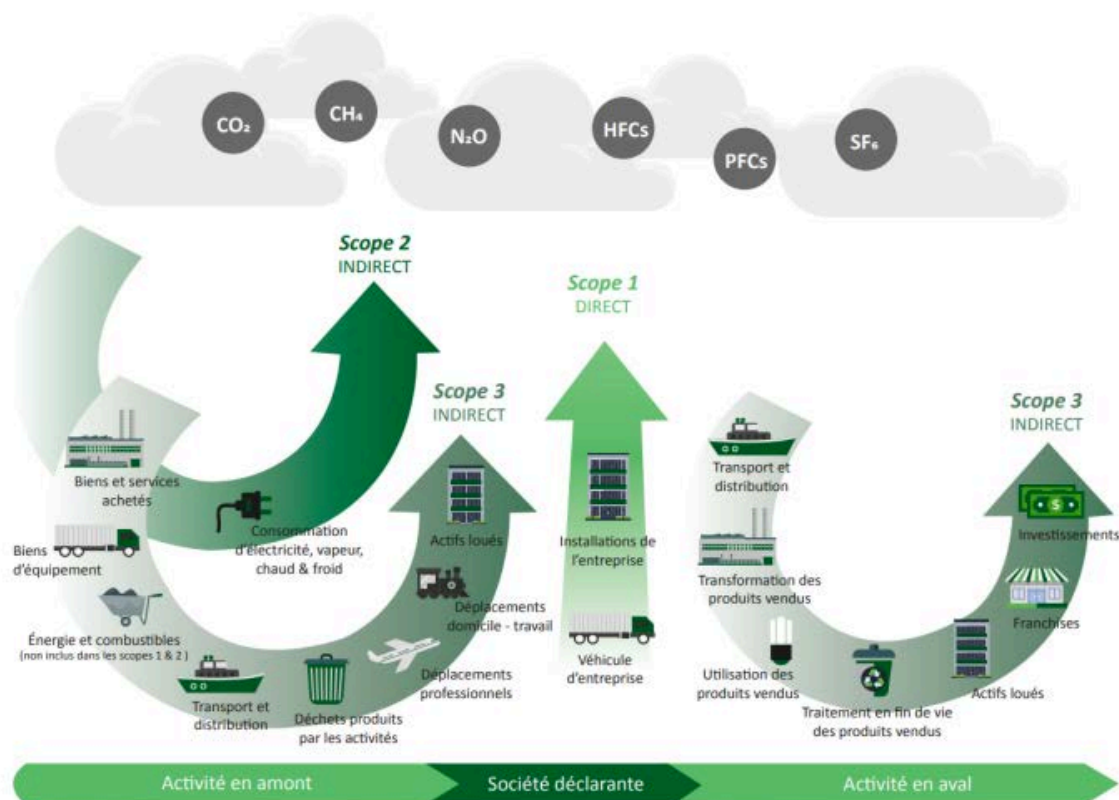 CO₂
CH₄
N₂O
HFCs
PFCs
SF₆
Scope 2
INDIRECT
Scope 1
DIRECT
Scope 3
INDIRECT
Scope 3
INDIRECT
Biens et services
achetés
Biens
d'équipement
Énergie et combustibles
(non inclus dans les scopes 1 & 2 )
Transport et
distribution
Déchets produits
par les activités
Déplacements
professionnels
Déplacements
domicile - travail
Actifs loués
Consommation
d'électricité, vapeur,
chaud & froid
Installations de
l'entreprise
Véhicule
d'entreprise
Transport et
distribution
Transformation des
produits vendus
Utilisation des
produits vendus
Traitement en fin de vie
des produits vendus
Actifs loués
Franchises
$
Investissements
Activité en amont
Société déclarante
Activité en aval